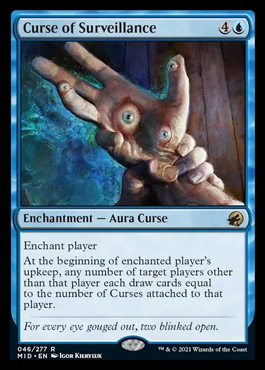 Curse of Surveillance 4
Enchantment — Aura Curse
Enchant player
At the beginning of enchanted player's
upkeep, any number of target players other
than that player each draw cards equal
to the number of Curses attached to that
player.
For every eye gouged out, two blinked open.
046/277 R
MID • EN Igor Kieryluk
™ & © 2021 Wizards of the Coast